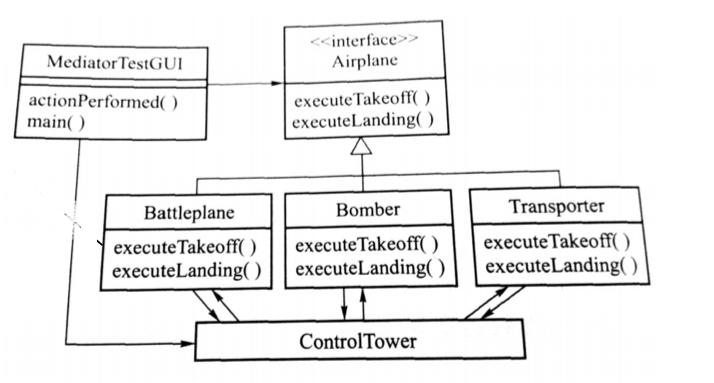 MediatorTestGUI
actionPerformed( )
main( )
<<interface>>
Airplane
executeTakeoff( )
executeLanding( )
Battleplane
executeTakeoff( )
executeLanding( )
Bomber
executeTakeoff( )
executeLanding( )
Transporter
executeTakeoff( )
executeLanding( )
ControlTower